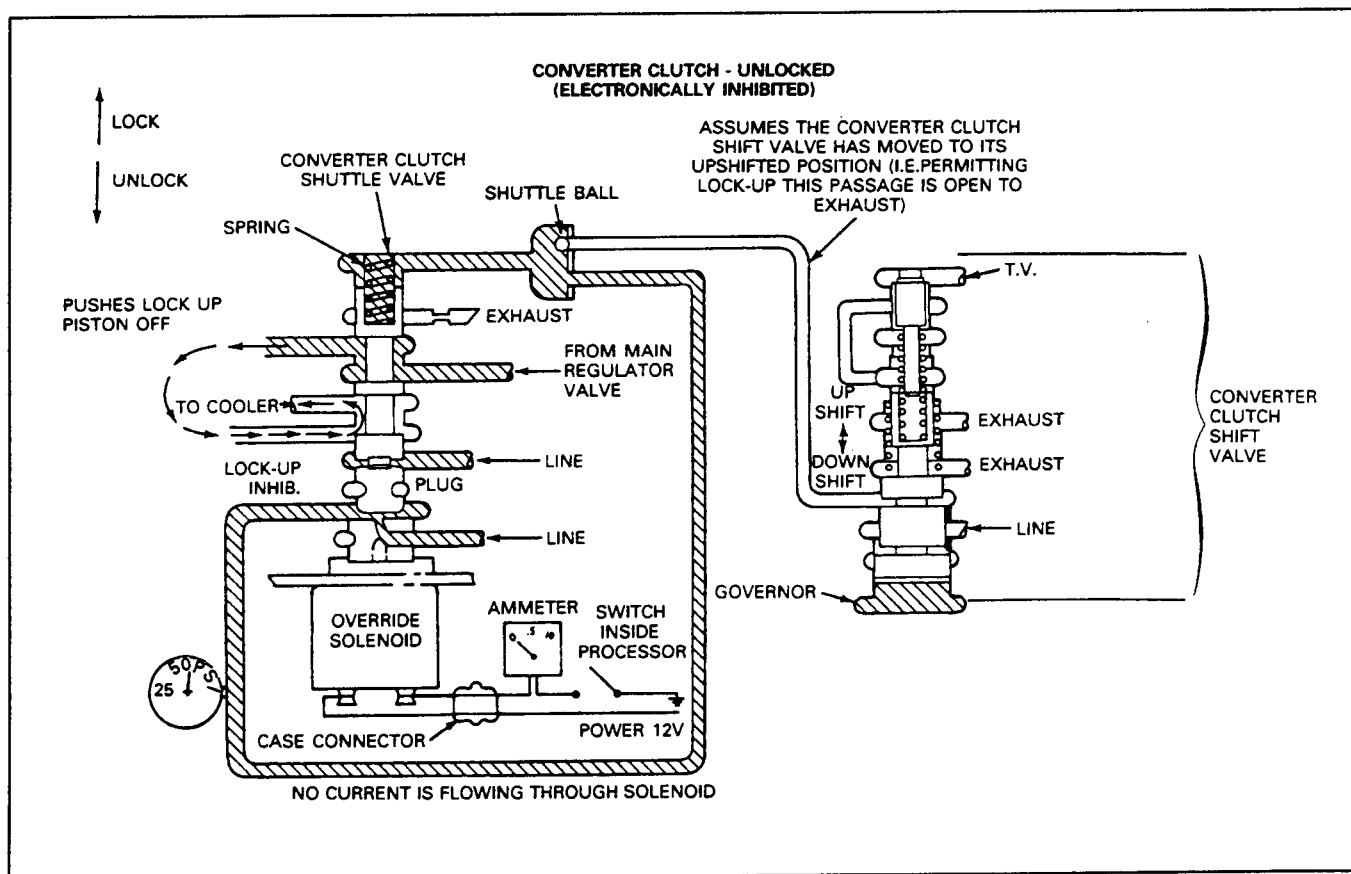 CONVERTER CLUTCH - UNLOCKED
(ELECTRONICALLY INHIBITED)
LOCK
UNLOCK
CONVERTER CLUTCH
SHUTTLE VALVE
SPRING
SHUTTLE BALL
ASSUMES THE CONVERTER CLUTCH
SHIFT VALVE HAS MOVED TO ITS
UPSHIFTED POSITION (I.E.PERMITTING
LOCK-UP THIS PASSAGE IS OPEN TO
EXHAUST)
T.V.
PUSHES LOCK UP
PISTON OFF
EXHAUST
FROM MAIN
REGULATOR
VALVE
TO COOLER
UP
SHIFT
DOWN
SHIFT
EXHAUST
EXHAUST
CONVERTER
CLUTCH
SHIFT
VALVE
LINE
LOCK-UP
INHIB.
PLUG
LINE
LINE
GOVERNOR
OVERRIDE
SOLENOID
AMMETER
0 .5 10
SWITCH
INSIDE
PROCESSOR
25 50PS
CASE CONNECTOR
POWER 12V
NO CURRENT IS FLOWING THROUGH SOLENOID